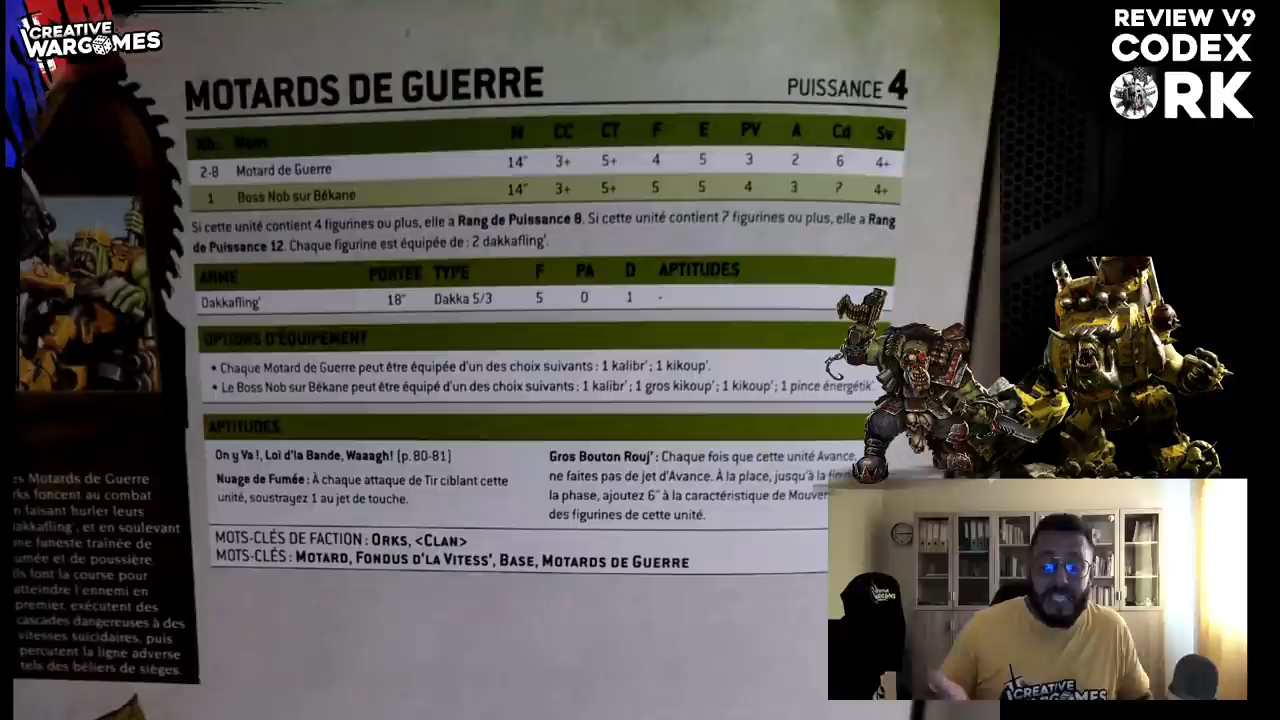 CREATIVE
WARGAMES
REVIEW V9
CODEX
ORK
MOTARDS DE GUERRE
PUISSANCE 4
Nb. Nom M CC CT F E PV A Cd Sv
2-8 Motard de Guerre 14" 3+ 5+ 4 5 3 2 6 4+
1 Boss Nob sur Békane 14" 3+ 5+ 5 5 4 3 7 4+
Si cette unité contient 4 figurines ou plus, elle a Rang de Puissance 8. Si cette unité contient 7 figurines ou plus, elle a Rang
de Puissance 12. Chaque figurine est équipée de : 2 dakkafling'.
ARME PORTÉE TYPE F PA D APTITUDES
Dakkafling' 18" Dakka 5/3 5 0 1 -
OPTIONS D'ÉQUIPEMENT
• Chaque Motard de Guerre peut être équipée d'un des choix suivants : 1 kalibr' ; 1 kikoup'.
• Le Boss Nob sur Békane peut être équipé d'un des choix suivants : 1 kalibr' ; 1 gros kikoup' ; 1 kikoup' ; 1 pince énergétik'.
APTITUDES
On y Va !, Loi d'la Bande, Waaagh! (p. 80-81)
Nuage de Fumée : À chaque attaque de Tir ciblant cette
unité, soustrayez 1 au jet de touche.
Gros Bouton Rouj' : Chaque fois que cette unité Avance,
ne faites pas de jet d'Avance. À la place, jusqu'à la fin
la phase, ajoutez 6" à la caractéristique de Mouve
des figurines de cette unité.
MOTS-CLÉS DE FACTION : ORKS, <CLAN>
MOTS-CLÉS : MOTARD, FONDUS D'LA VITESS', BASE, MOTARDS DE GUERRE
es Motards de Guerre
rks foncent au combat
n faisant hurler leurs
dakkafling', et en soulevant
une funeste traînée de
umée et de poussière
Ils font la course pour
atteindre l'ennemi en
premier, exécutent des
cascades dangereuses à des
vitesses suicidaires, puis
percutent la ligne adverse
tels des béliers de sièges.
CREATIVE
WARGAMES
CREATIVE